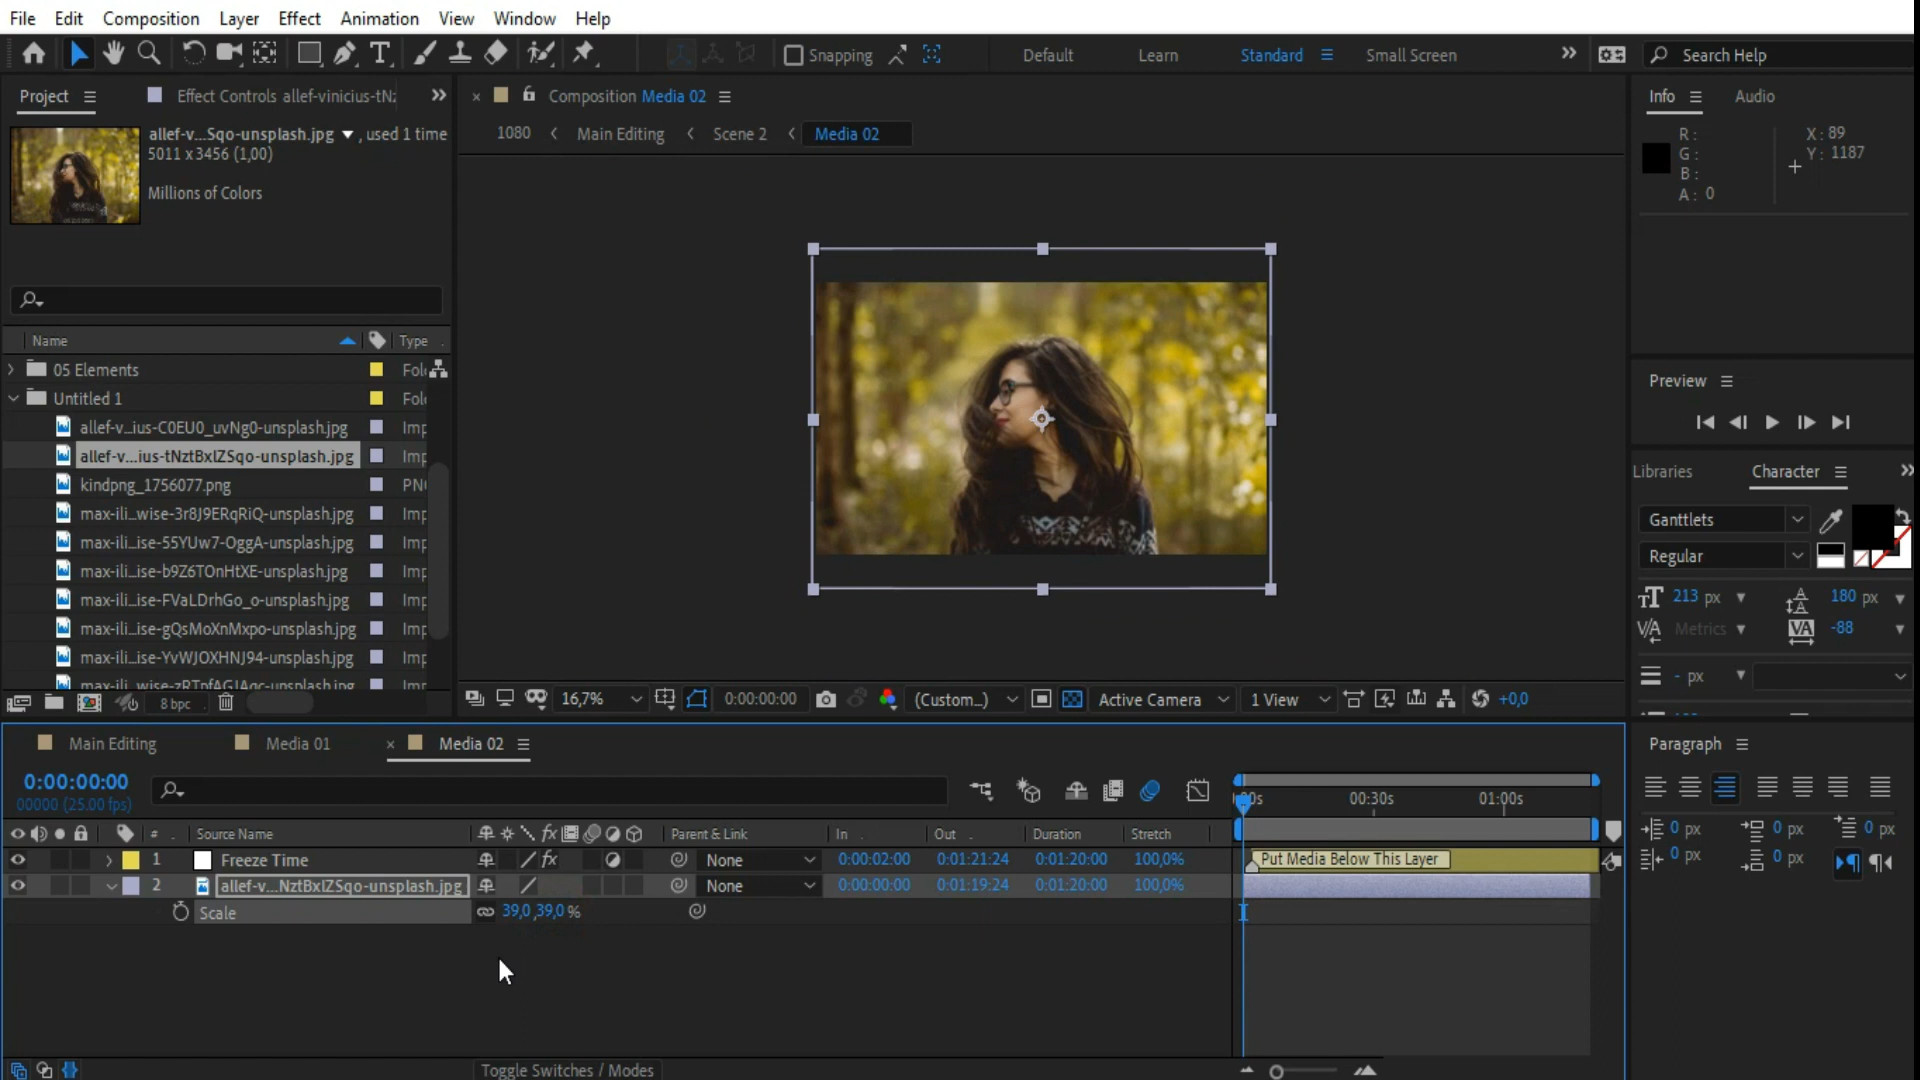 File Edit Composition Layer Effect Animation View Window Help
Snapping Default Learn Standard Small Screen Search Help
Project Effect Controls allef-vinicius-tN
allef-v...Sqo-unsplash.jpg , used 1 time
5011 x 3456 (1,00)
Millions of Colors
Name Type
05 Elements
Untitled 1
allef-v...ius-C0EU0_uvNg0-unsplash.jpg
allef-v...ius-tNztBxlZSqo-unsplash.jpg
kindpng_1756077.png
max-ili...wise-3r8J9ERqRiQ-unsplash.jpg
max-ili...ise-55YUw7-OggA-unsplash.jpg
max-ili...ise-b9Z6TOnHtXE-unsplash.jpg
max-ili...ise-FVaLDrhGo_o-unsplash.jpg
max-ili...ise-gQsMoXnMxpo-unsplash.jpg
max-ili...ise-YvWJOXHNJ94-unsplash.jpg
8 bpc
Composition Media 02
1080 Main Editing Scene 2 Media 02
16,7% 0:00:00:00 (Custom...) Active Camera 1 View +0,0
Info Audio
R: X: 89
G: Y: 1187
B:
A: 0
Preview
Libraries Character
Ganttlets
Regular
213 px 180 px
Metrics -88
- px
Paragraph
0 px 0 px 0 px
0 px 0 px
Main Editing Media 01 Media 02
0:00:00:00
00000 (25.00 fps)
00s 00:30s 01:00s
# Source Name fx Parent & Link In Out Duration Stretch
1 Freeze Time fx None 0:00:02:00 0:01:21:24 0:01:20:00 100,0% Put Media Below This Layer
2 allef-v...NztBxlZSqo-unsplash.jpg None 0:00:00:00 0:01:19:24 0:01:20:00 100,0%
Scale 39,0,39,0%
Toggle Switches / Modes